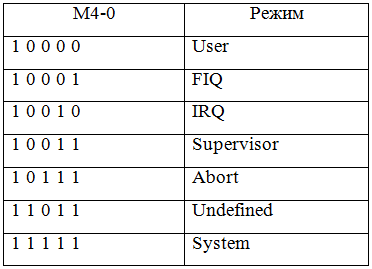 M4-0 Режим
1 0 0 0 0 User
1 0 0 0 1 FIQ
1 0 0 1 0 IRQ
1 0 0 1 1 Supervisor
1 0 1 1 1 Abort
1 1 0 1 1 Undefined
1 1 1 1 1 System